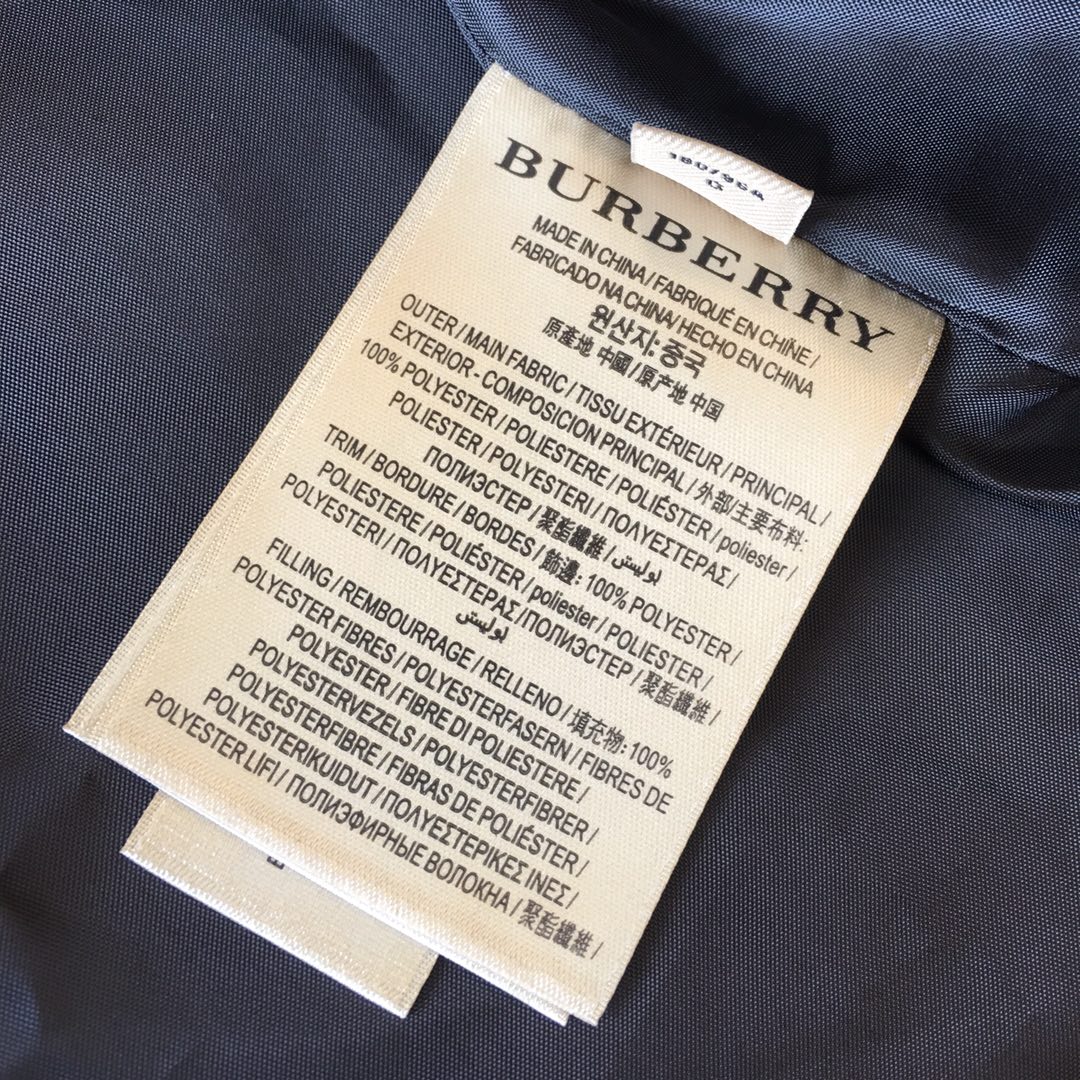 180/96A
BURBERRY
MADE IN CHINA / FABRIQUÉ EN CHINE /
FABRICADO NA CHINA/ HECHO EN CHINA
원산지: 중국
原產地 中國 / 原产地 中国
OUTER / MAIN FABRIC / TISSU EXTÉRIEUR / PRINCIPAL /
EXTERIOR - COMPOSICION PRINCIPAL / 外部/主要布料:
100% POLYESTER / POLIESTERE / POLIÉSTER / poliester /
POLIESTER / POLYESTERI / ΠΟΛΥΕΣΤΕΡΑΣ /
ПОЛИЭСТЕР / 聚酯纖維 / بوليستر
TRIM / BORDURE / BORDES / 飾邊: 100% POLYESTER /
POLIESTERE / POLIÉSTER / poliester / POLIESTER /
POLYESTERI / ΠΟΛΥΕΣΤΕΡΑΣ / ПОЛИЭСТЕР / 聚酯纖維 /
بوليستر
FILLING / REMBOURRAGE / RELLENO / 填充物: 100%
POLYESTER FIBRES / POLYESTERFASERN / FIBRES DE
POLYESTER / FIBRE DI POLIESTERE /
POLYESTERVEZELS / POLYESTERFIBRER /
POLYESTERFIBRE / FIBRAS DE POLIÉSTER /
POLYESTERIKUIDUT / ΠΟΛΥΕΣΤΕΡΙΚΕΣ ΙΝΕΣ /
POLYESTER LIFI / ПОЛИЭФИРНЫЕ ВОЛОКНА / 聚酯纖維 /